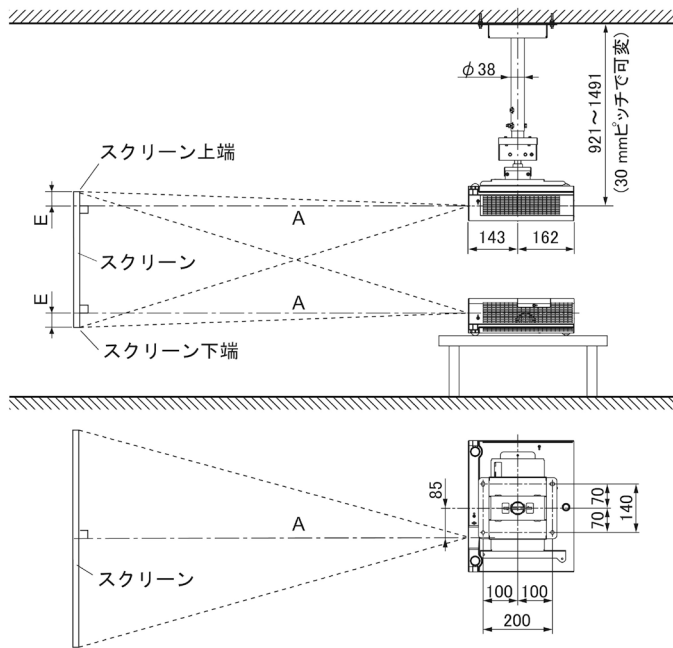 φ38
921～1491
(30 mmピッチで可変)
スクリーン上端
E
A
143
162
スクリーン
E
A
スクリーン下端
85
A
70
70
140
スクリーン
100
100
200